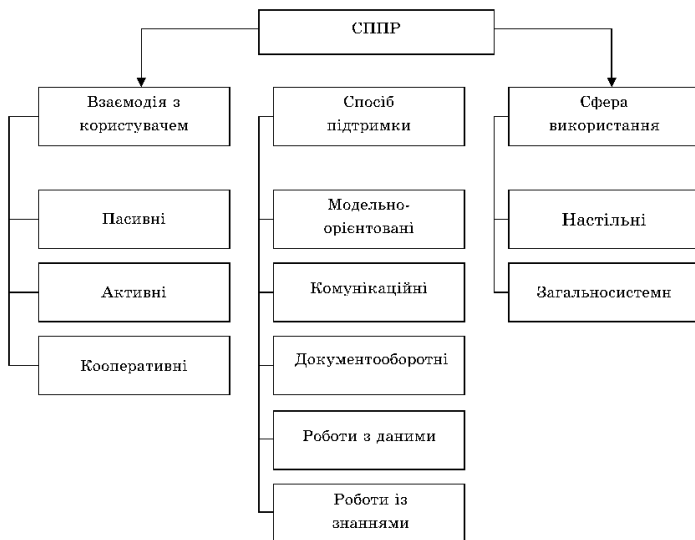 СППР
Взаємодія з
користувачем
Пасивні
Активні
Кооперативні
Спосіб
підтримки
Модельно-
орієнтовані
Комунікаційні
Документооборотні
Роботи з даними
Роботи із
знаннями
Сфера
використання
Настільні
Загальносистемн